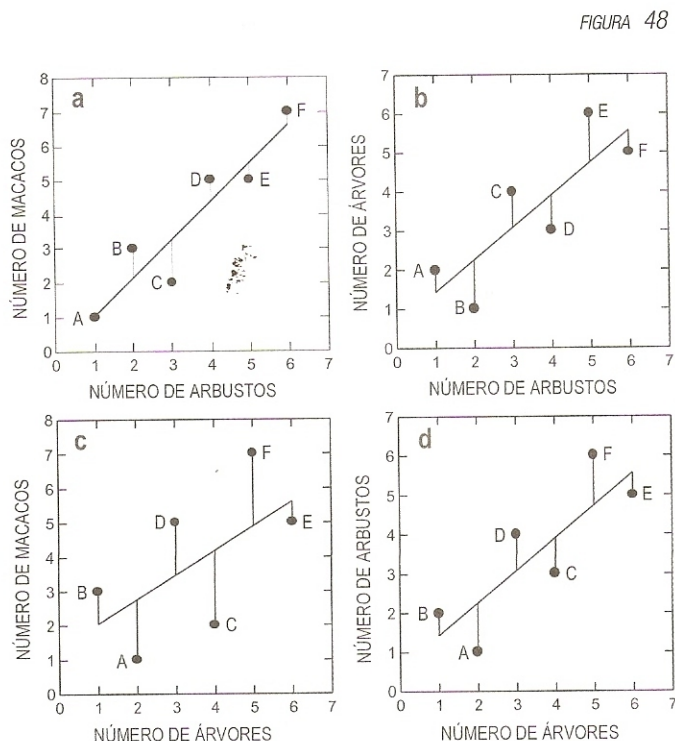 FIGURA 48
a
8
7
6
5
4
3
2
1
0
NÚMERO DE MACACOS
A
B
C
D
E
F
0 1 2 3 4 5 6 7
NÚMERO DE ARBUSTOS
b
7
6
5
4
3
2
1
0
NÚMERO DE ÁRVORES
A
B
C
D
E
F
0 1 2 3 4 5 6 7
NÚMERO DE ARBUSTOS
c
8
7
6
5
4
3
2
1
0
NÚMERO DE MACACOS
B
A
D
C
F
E
0 1 2 3 4 5 6 7
NÚMERO DE ÁRVORES
d
7
6
5
4
3
2
1
0
NÚMERO DE ARBUSTOS
B
A
D
C
F
E
0 1 2 3 4 5 6 7
NÚMERO DE ÁRVORES